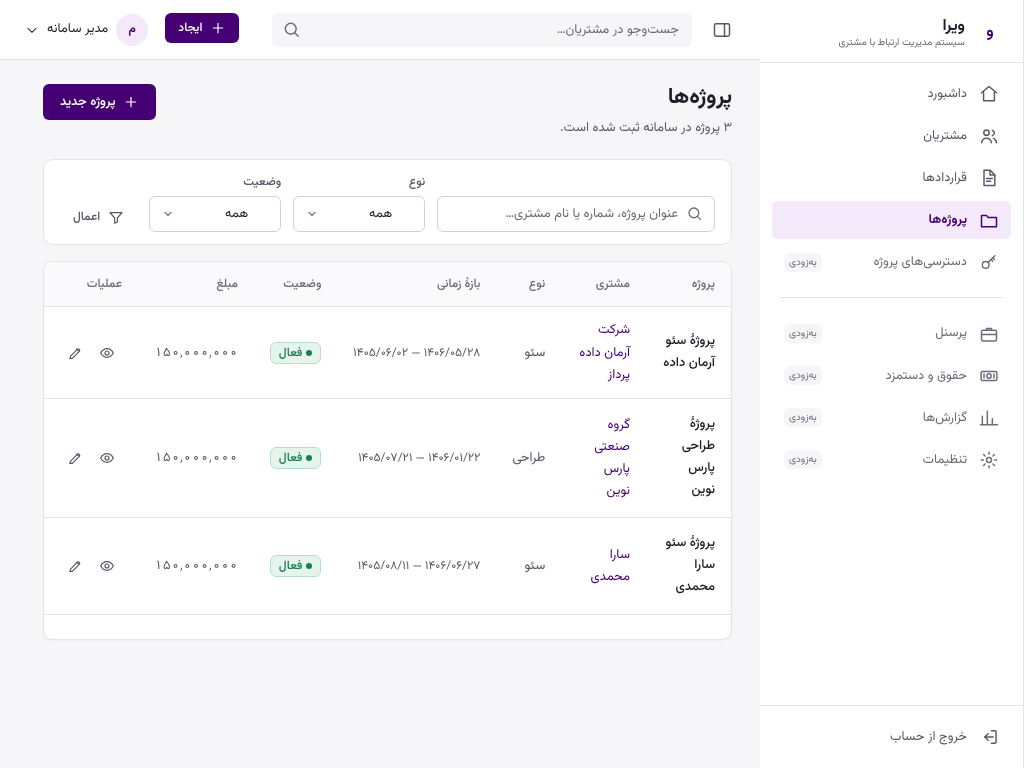 و
ویرا
سیستم مدیریت ارتباط با مشتری
داشبورد
مشتریان
قراردادها
پروژه‌ها
دسترسی‌های پروژه
به‌زودی
پرسنل
به‌زودی
حقوق و دستمزد
به‌زودی
گزارش‌ها
به‌زودی
تنظیمات
به‌زودی
خروج از حساب
جست‌وجو در مشتریان...
ایجاد
م
مدیر سامانه
پروژه‌ها
۳ پروژه در سامانه ثبت شده است.
پروژه جدید
نوع
وضعیت
عنوان پروژه، شماره یا نام مشتری...
همه
همه
اعمال
پروژه مشتری نوع بازهٔ زمانی وضعیت مبلغ عملیات
پروژهٔ سئو
آرمان داده
شرکت
آرمان داده
پرداز
سئو
۱۴۰۵/۰۶/۰۲ — ۱۴۰۶/۰۵/۲۸
فعال
۱۵۰,۰۰۰,۰۰۰
پروژهٔ
طراحی
پارس
نوین
گروه
صنعتی
پارس
نوین
طراحی
۱۴۰۵/۰۷/۲۱ — ۱۴۰۶/۰۱/۲۲
فعال
۱۵۰,۰۰۰,۰۰۰
پروژهٔ سئو
سارا
محمدی
سارا
محمدی
سئو
۱۴۰۵/۰۸/۱۱ — ۱۴۰۶/۰۶/۲۷
فعال
۱۵۰,۰۰۰,۰۰۰